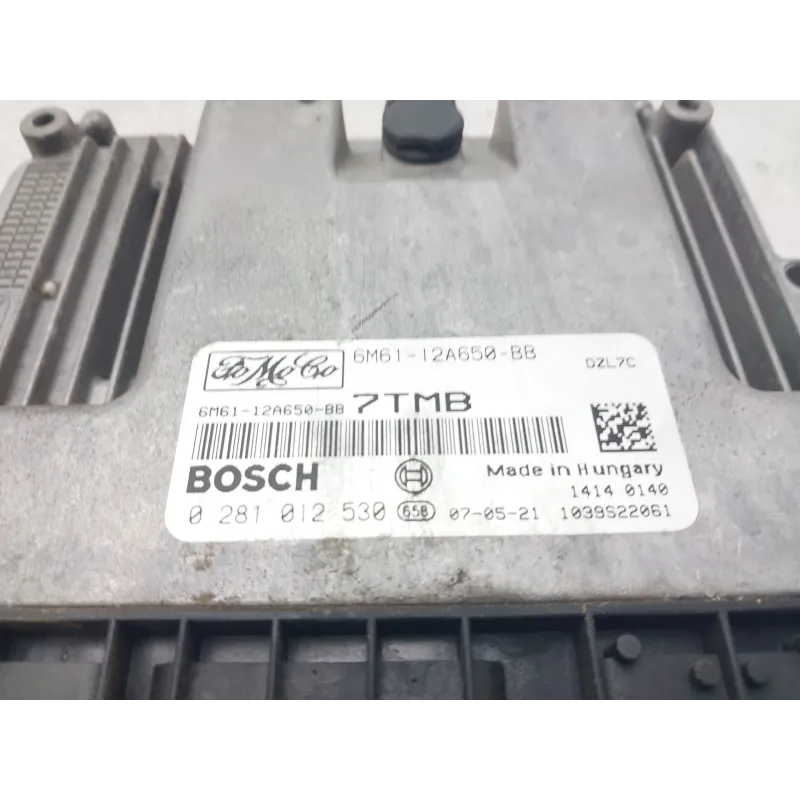 FoMoCo 6M61-12A650-BB DZL7C
6M61-12A650-BB 7TMB
BOSCH Made in Hungary
1414 0140
0 281 012 530 65B 07-05-21 1039S22061